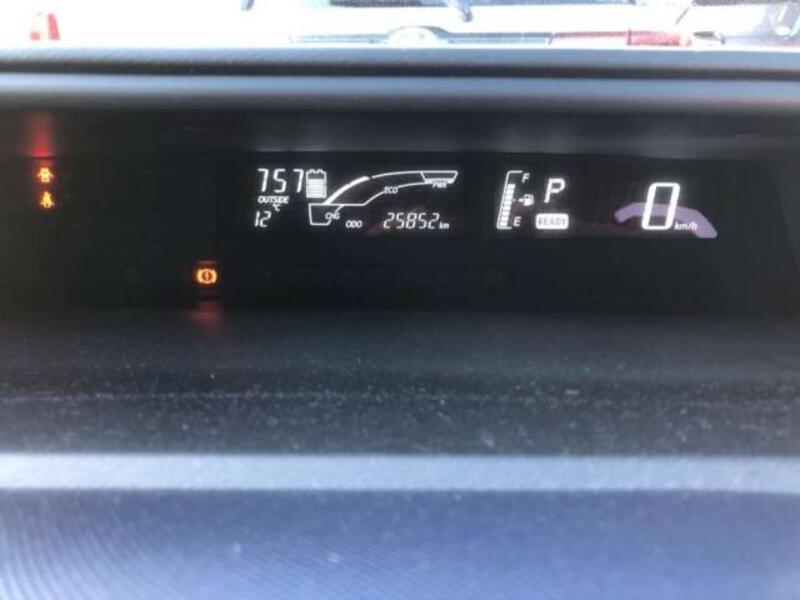 757
OUTSIDE
12 °C
CHG
ECO
PWR
ODO 25852 km
F
E
P
READY
0 km/h